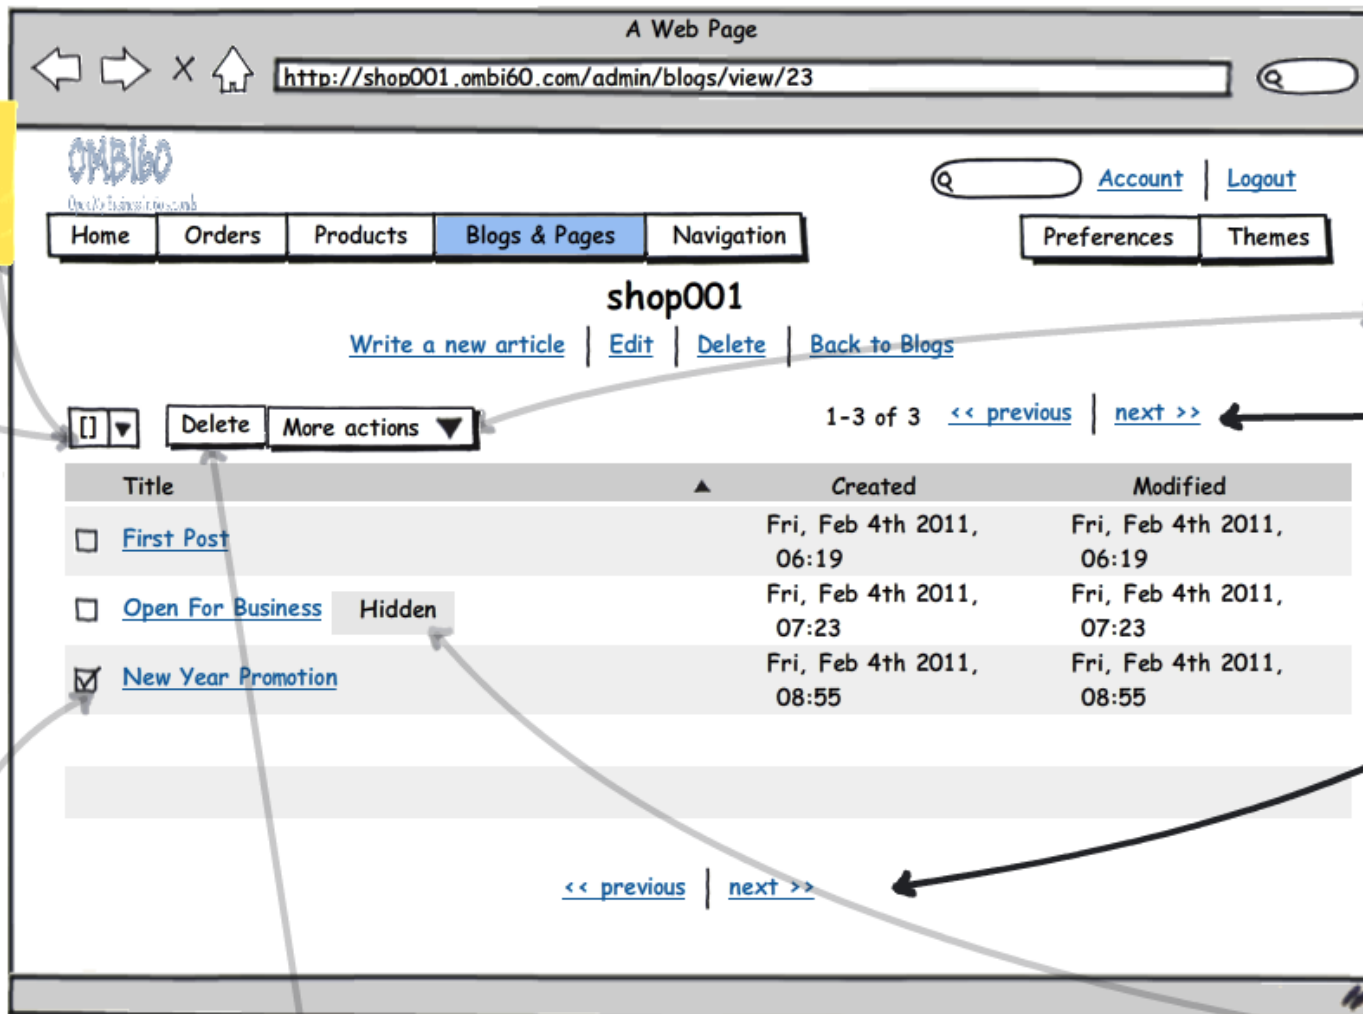 A Web Page
http://shop001.ombi60.com/admin/blogs/view/23
OMBI60
Account Logout
Home Orders Products Blogs & Pages Navigation Preferences Themes
shop001
Write a new article Edit Delete Back to Blogs
[] Delete More actions 1-3 of 3 << previous next >>
Title Created Modified
First Post Fri, Feb 4th 2011, Fri, Feb 4th 2011,
06:19 06:19
Open For Business Hidden Fri, Feb 4th 2011, Fri, Feb 4th 2011,
07:23 07:23
New Year Promotion Fri, Feb 4th 2011, Fri, Feb 4th 2011,
08:55 08:55
<< previous next >>